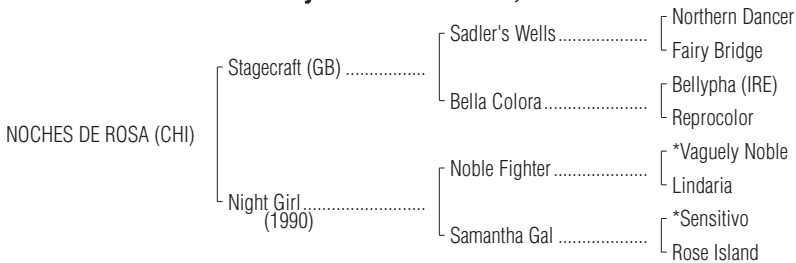 Northern Dancer
Sadler's Wells
Fairy Bridge
Stagecraft (GB)
Bellypha (IRE)
Bella Colora
Reprocolor
NOCHES DE ROSA (CHI)
*Vaguely Noble
Noble Fighter
Lindaria
Night Girl
(1990)
*Sensitivo
Samantha Gal
Rose Island